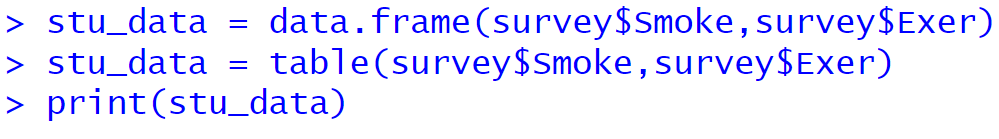 > stu_data = data.frame(survey$Smoke,survey$Exer)
> stu_data = table(survey$Smoke,survey$Exer)
> print(stu_data)